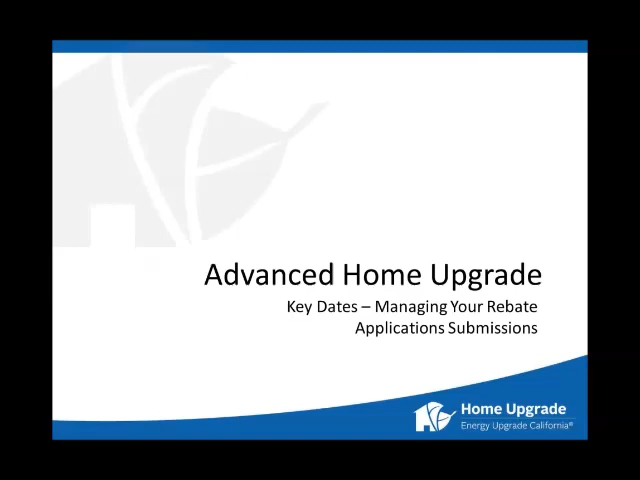 Advanced Home Upgrade
Key Dates – Managing Your Rebate
Applications Submissions
Home Upgrade
Energy Upgrade California®